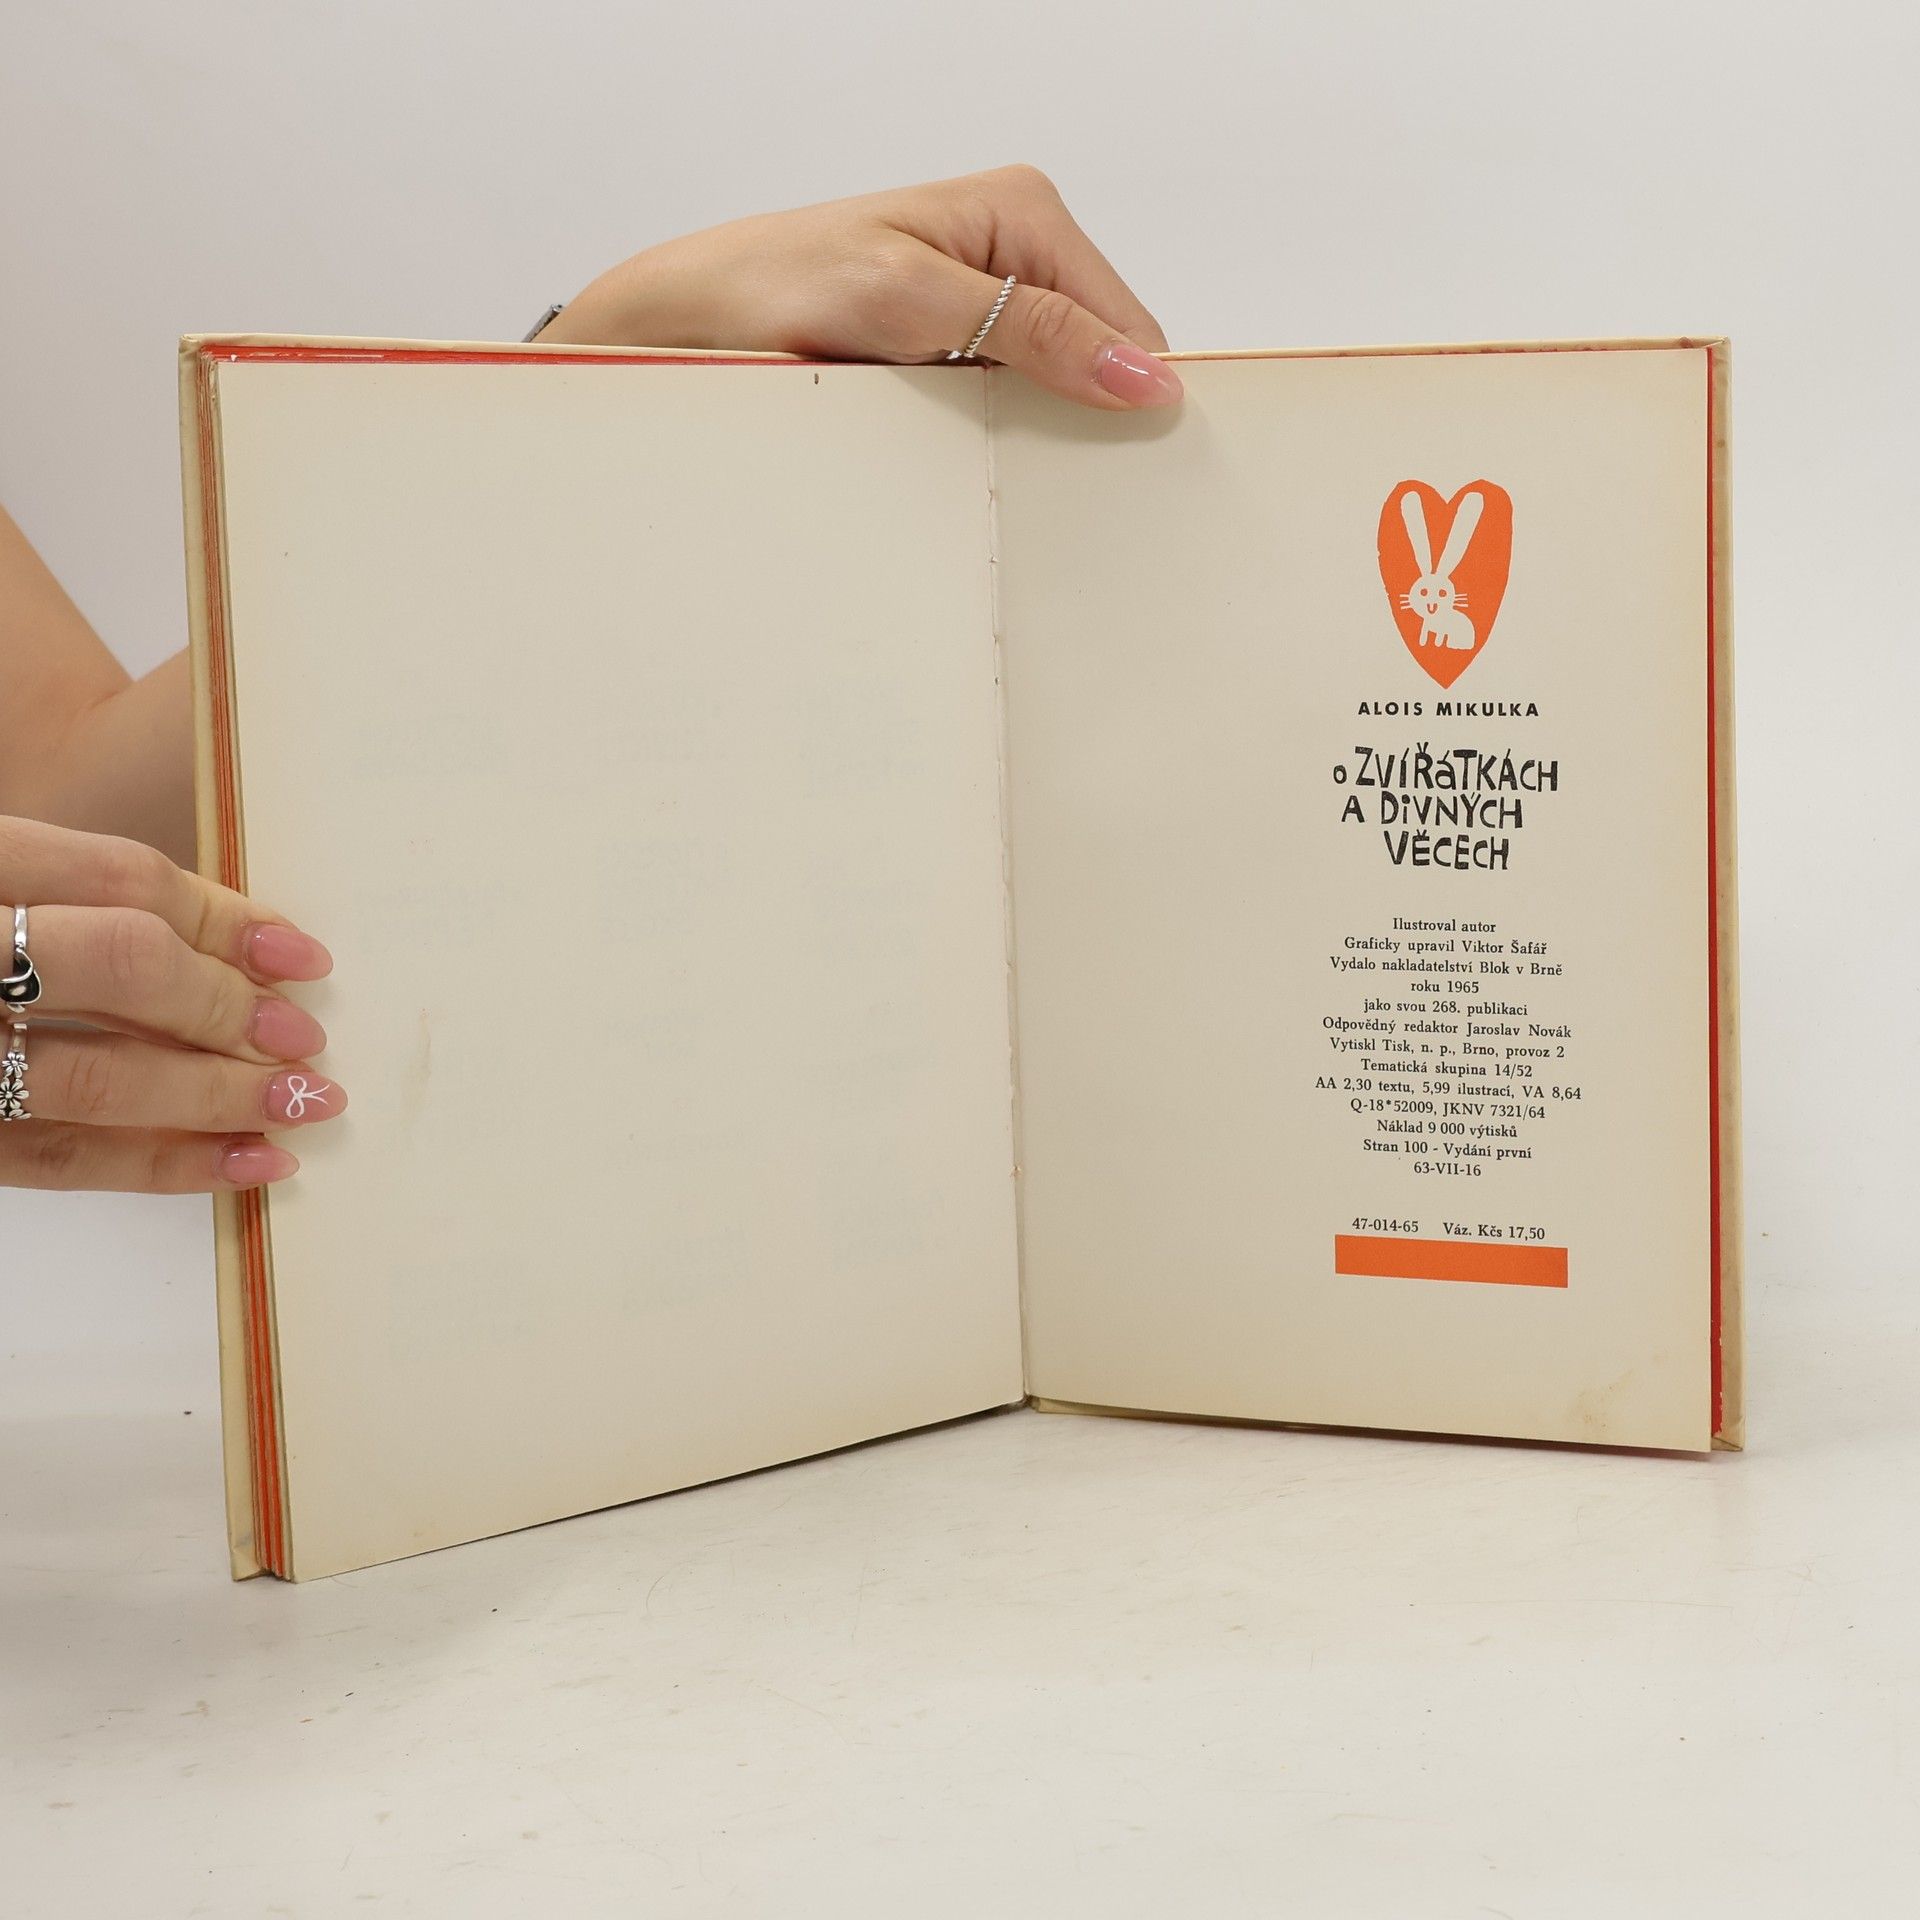 ALOIS MIKULKA
o ZVÍŘáTKÁCH
A DiVNÝCH
VĚCECH
Ilustroval autor
Graficky upravil Viktor Šafář
Vydalo nakladatelství Blok v Brně
roku 1965
jako svou 268. publikaci
Odpovědný redaktor Jaroslav Novák
Vytiskl Tisk, n. p., Brno, provoz 2
Tematická skupina 14/52
AA 2,30 textu, 5,99 ilustrací, VA 8,64
Q-18*52009, JKNV 7321/64
Náklad 9 000 výtisků
Stran 100 - Vydání první
63-VII-16
47-014-65 Váz. Kčs 17,50